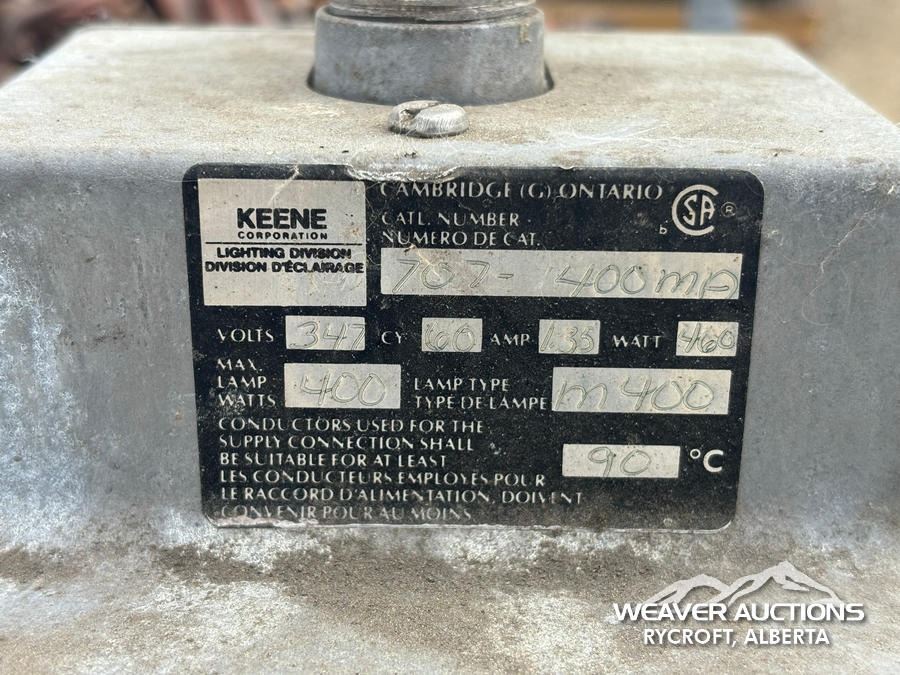 KEENE
CORPORATION
LIGHTING DIVISION
DIVISION D'ÉCLAIRAGE
CAMBRIDGE (G) ONTARIO
CATL. NUMBER
NUMERO DE CAT.
707- 400MA
b SA ®
VOLTS 347 CY 60 AMP 1.35 WATT 460
MAX.
LAMP
WATTS 400
LAMP TYPE
TYPE DE LAMPE M400
CONDUCTORS USED FOR THE
SUPPLY CONNECTION SHALL
BE SUITABLE FOR AT LEAST
LES CONDUCTEURS EMPLOYES POUR
LE RACCORD D'ALIMENTATION, DOIVENT
CONVENIR POUR AU MOINS
90 °C
WEAVER AUCTIONS
RYCROFT, ALBERTA